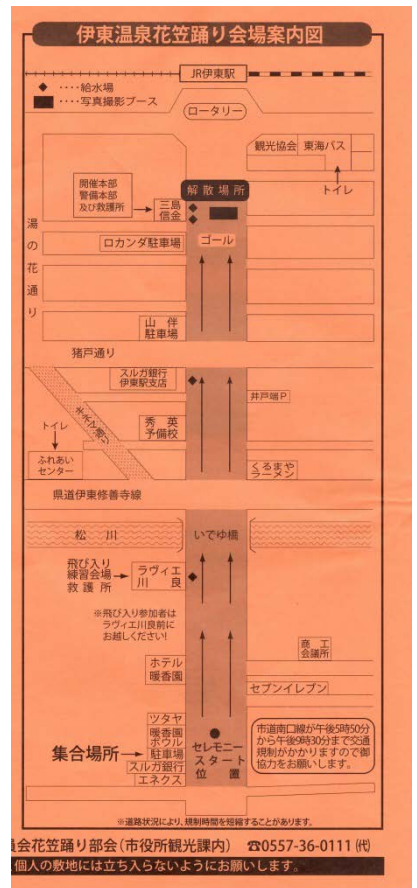 伊東温泉花笠踊り会場案内図
JR伊東駅
◆ ････給水場
■ ････写真撮影ブース
ロータリー
観光協会 東海バス
トイレ
開催本部
警備本部
及び救護所
三島
信金
解散場所
ゴール
湯の花通り
ロカンダ駐車場
山伴
駐車場
猪戸通り
スルガ銀行
伊東駅支店
井戸端P
キネマ通り
秀英
予備校
トイレ
ふれあい
センター
くるまや
ラーメン
県道伊東修善寺線
松川
いでゆ橋
飛び入り
練習会場
救護所
ラヴィエ
川良
※飛び入り参加者は
ラヴィエ川良前に
お越しください!
商工
会議所
ホテル
暖香園
セブンイレブン
ツタヤ
暖香園
ボウル
駐車場
集合場所
スルガ銀行
エネクス
セレモニー
スタート
位置
市道南口線が午後5時50分
から午後9時30分まで交通
規制がかかりますので御
協力をお願いします。
※道路状況により、規制時間を短縮することがあります。
員会花笠踊り部会(市役所観光課内) ☎0557-36-0111㈹
個人の敷地には立ち入らないようにお願いします。